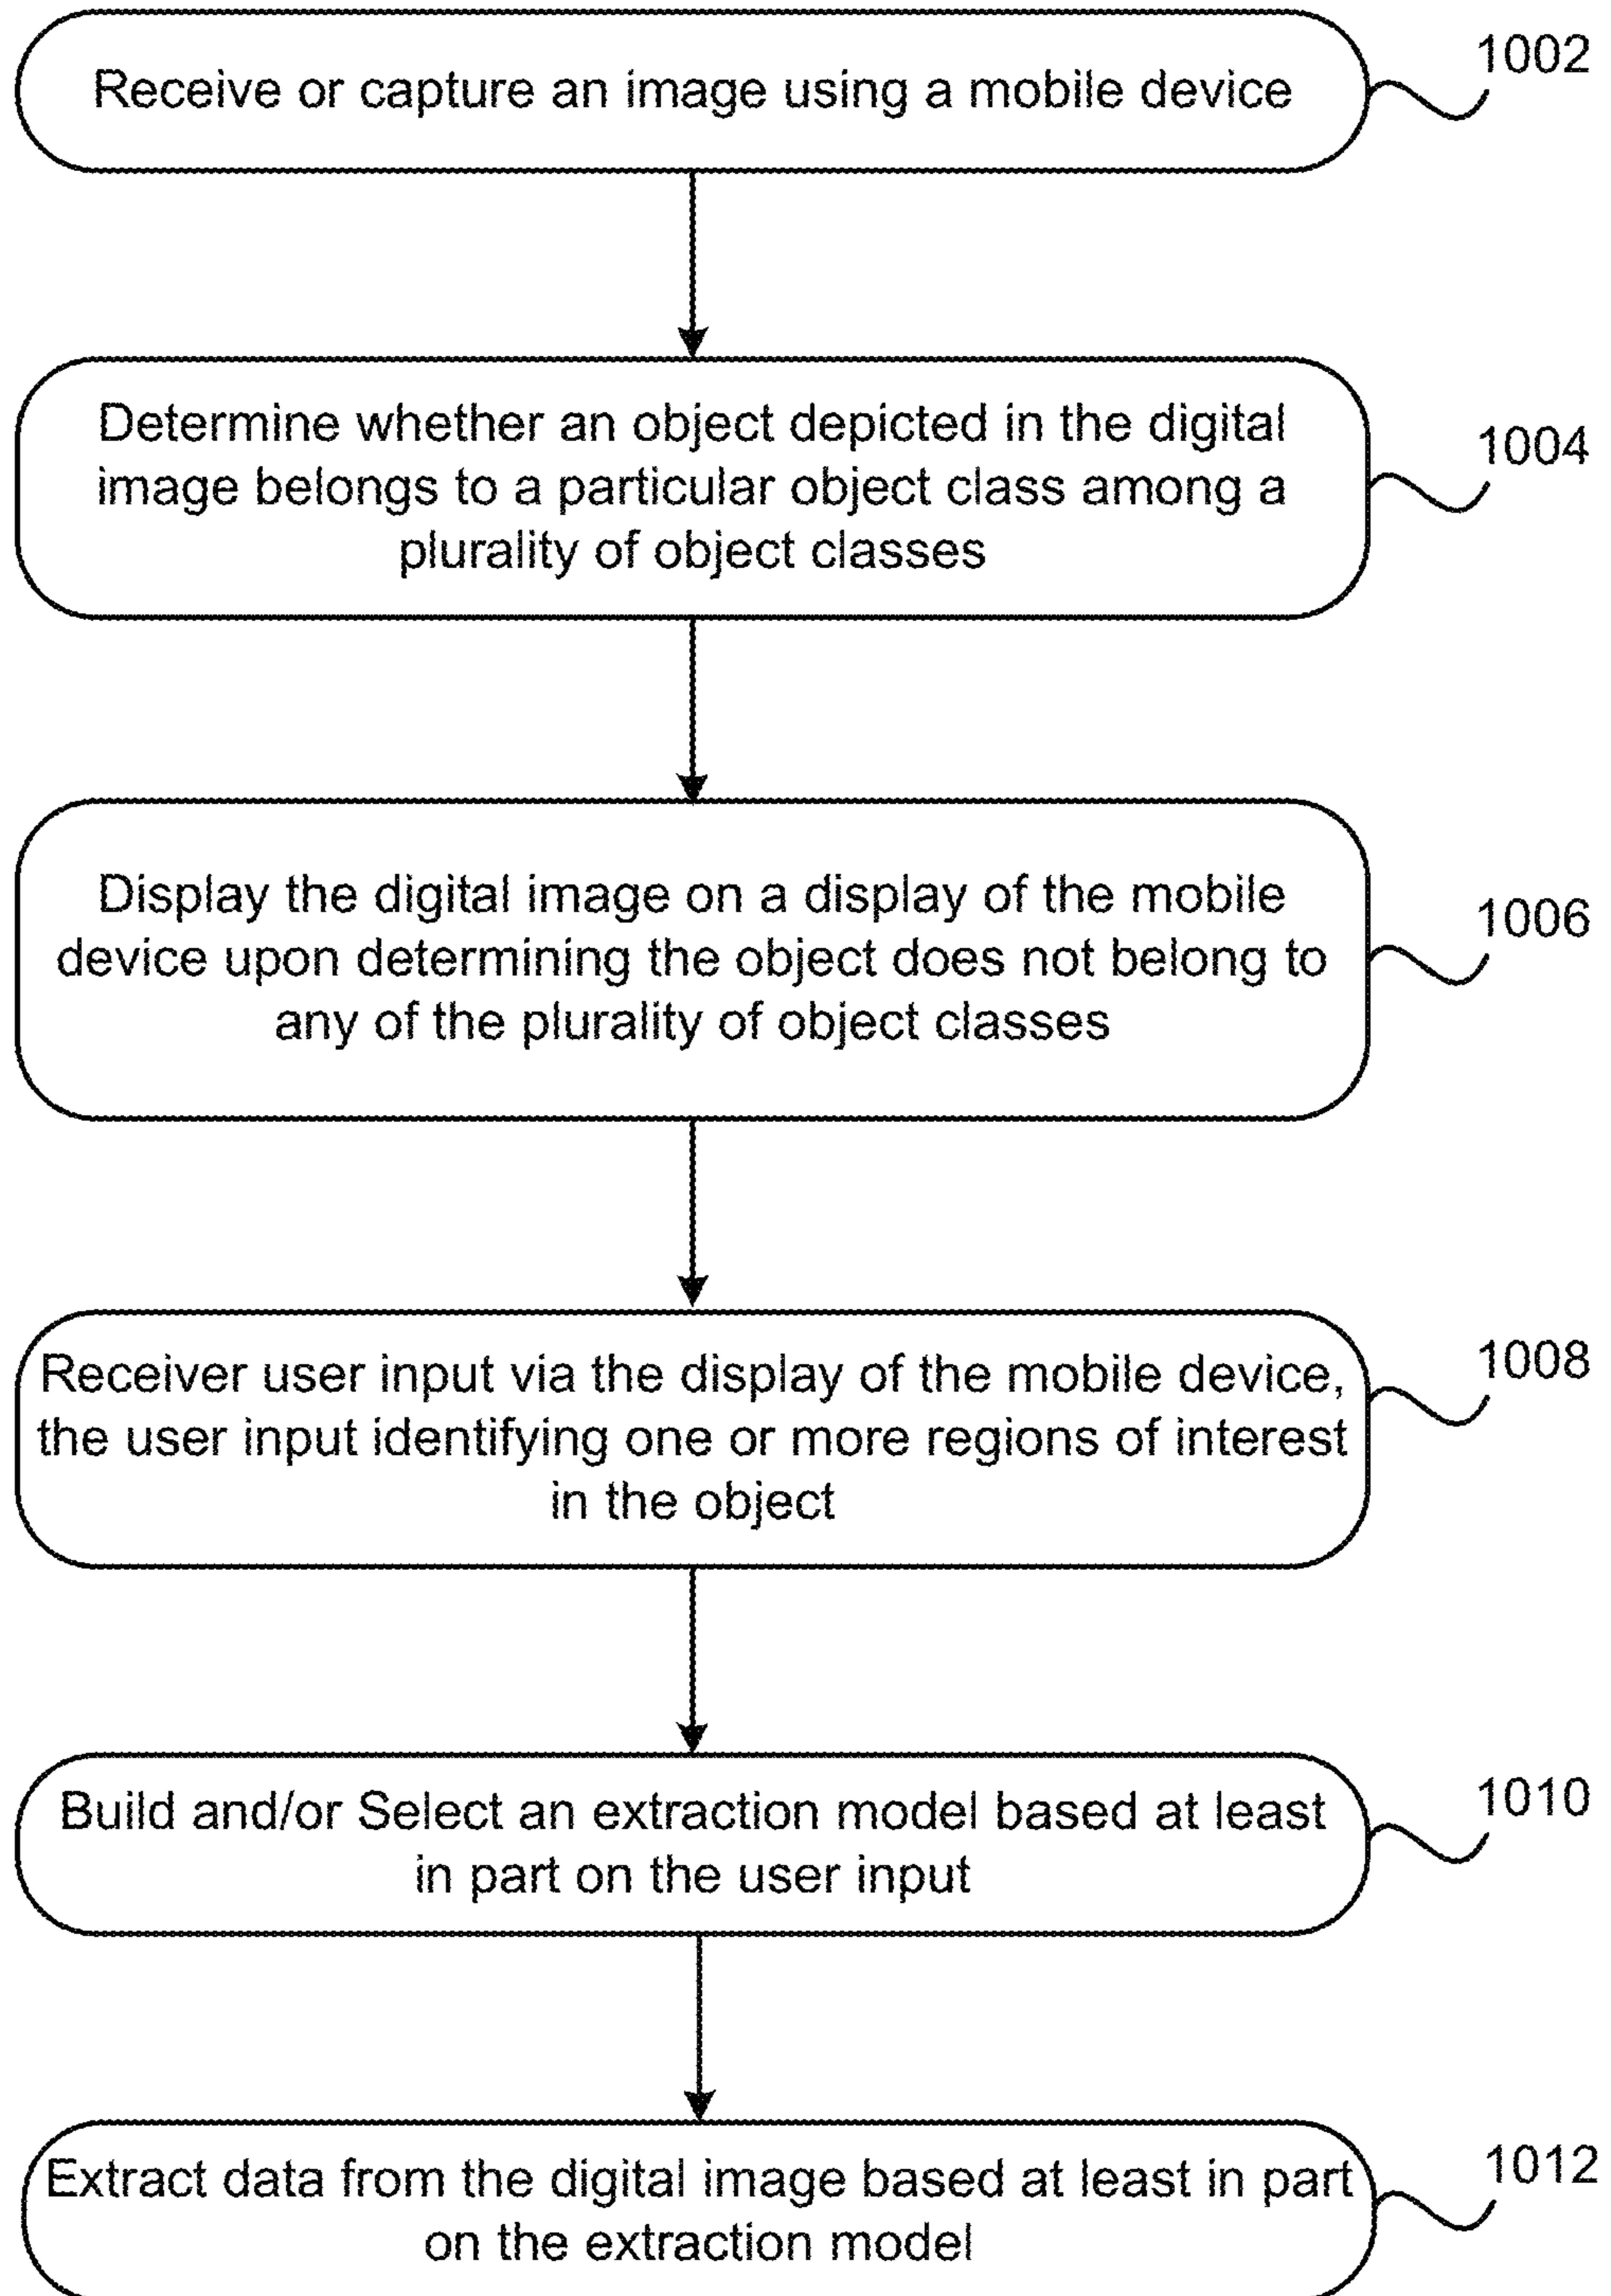 Receive or capture an image using a mobile device
1002
Determine whether an object depicted in the digital
image belongs to a particular object class among a
plurality of object classes
1004
Display the digital image on a display of the mobile
device upon determining the object does not belong to
any of the plurality of object classes
1006
Receiver user input via the display of the mobile device,
the user input identifying one or more regions of interest
in the object
1008
Build and/or Select an extraction model based at least
in part on the user input
1010
Extract data from the digital image based at least in part
on the extraction model
1012